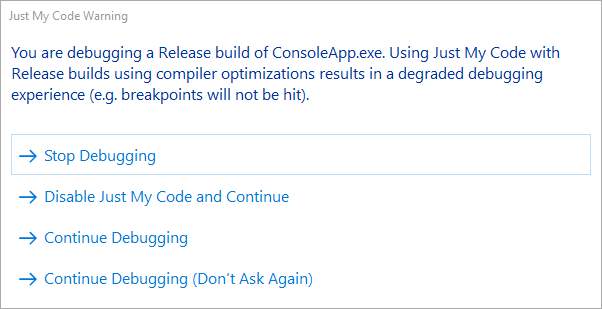 Just My Code Warning
You are debugging a Release build of ConsoleApp.exe. Using Just My Code with
Release builds using compiler optimizations results in a degraded debugging
experience (e.g. breakpoints will not be hit).
Stop Debugging
Disable Just My Code and Continue
Continue Debugging
Continue Debugging (Don't Ask Again)